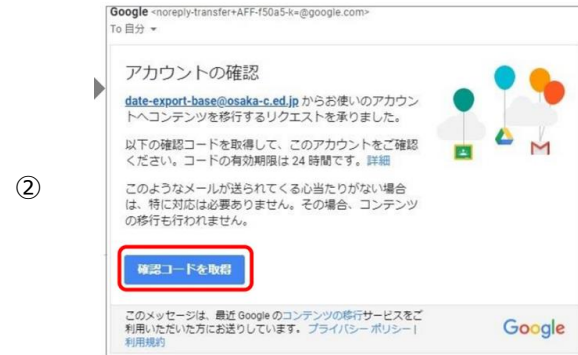 Google <noreply-transfer+AFF-f50a5-k=@google.com>
To 自分
アカウントの確認
date-export-base@osaka-c.ed.jp からお使いのアカウン
トへコンテンツを移行するリクエストを承りました。
以下の確認コードを取得して、このアカウントをご確認
ください。コードの有効期限は 24 時間です。詳細
②
このようなメールが送られてくる心当たりがない場合
は、特に対応は必要ありません。その場合、コンテンツ
の移行も行われません。
確認コードを取得
このメッセージは、最近 Google のコンテンツの移行サービスをご
利用いただいた方にお送りしています。 プライバシー ポリシー |
利用規約
Google